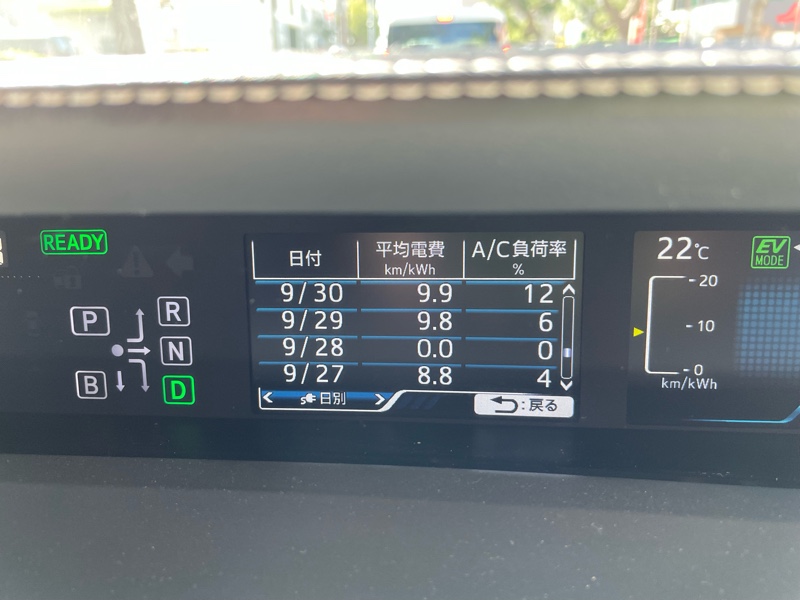 READY
P
R
N
B
D
日付 平均電費 km/kWh A/C負荷率 %
9/30 9.9 12
9/29 9.8 6
9/28 0.0 0
9/27 8.8 4
日別
:戻る
22℃
EV MODE
20
10
0
km/kWh